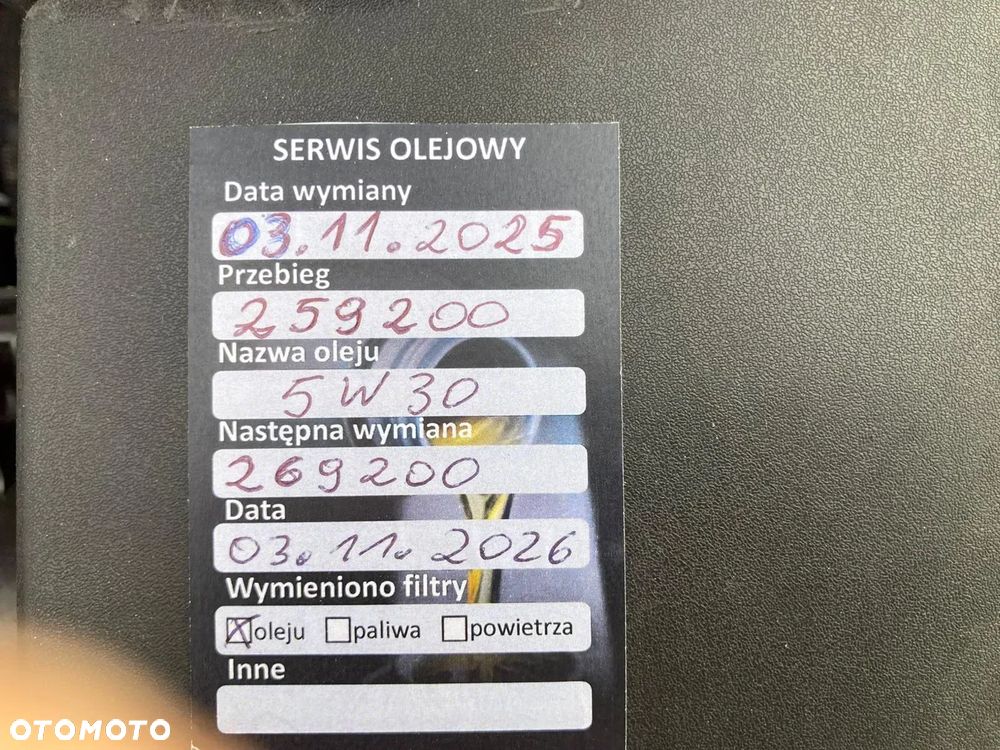 SERWIS OLEJOWY
Data wymiany
03.11.2025
Przebieg
259200
Nazwa oleju
5W30
Następna wymiana
269200
Data
03.11.2026
Wymieniono filtry
oleju paliwa powietrza
Inne
OTOMOTO